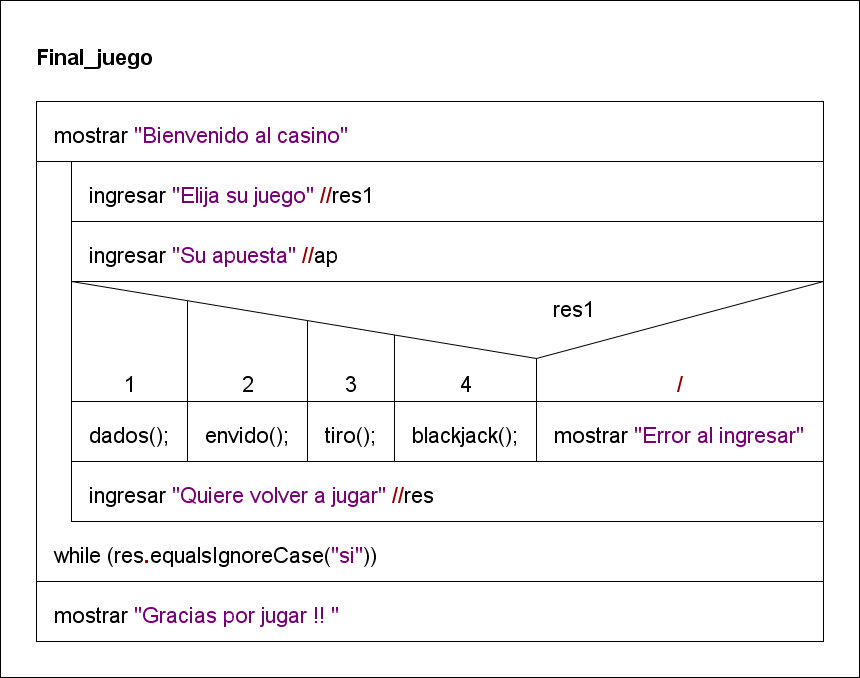 Final_juego
mostrar "Bienvenido al casino"
ingresar "Elija su juego" //res1
ingresar "Su apuesta" //ap
res1
1 2 3 4 /
dados(); envido(); tiro(); blackjack(); mostrar "Error al ingresar"
ingresar "Quiere volver a jugar" //res
while (res.equalsIgnoreCase("si"))
mostrar "Gracias por jugar !! "